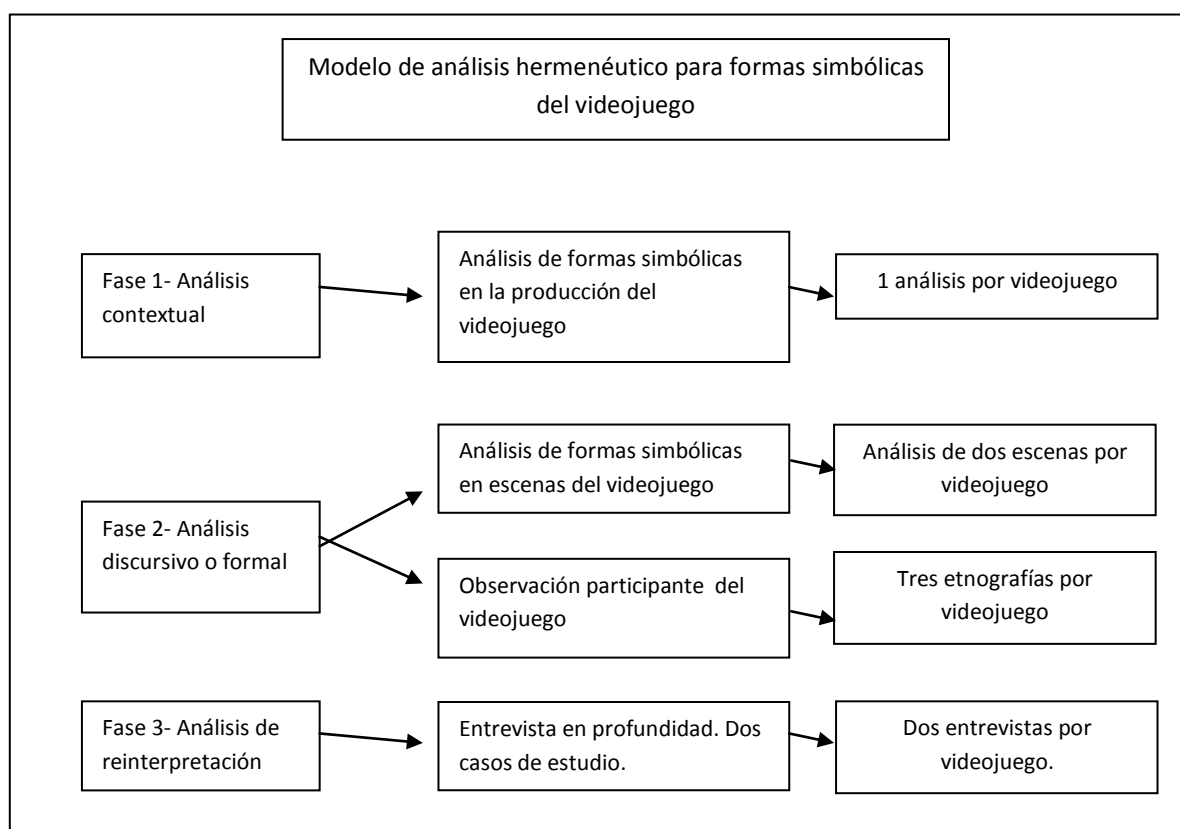 Modelo de análisis hermenéutico para formas simbólicas
del videojuego
Fase 1- Análisis
contextual
Análisis de formas simbólicas
en la producción del
videojuego
1 análisis por videojuego
Fase 2- Análisis
discursivo o formal
Análisis de formas simbólicas
en escenas del videojuego
Análisis de dos escenas por
videojuego
Observación participante del
videojuego
Tres etnografías por
videojuego
Fase 3- Análisis de
reinterpretación
Entrevista en profundidad. Dos
casos de estudio.
Dos entrevistas por
videojuego.